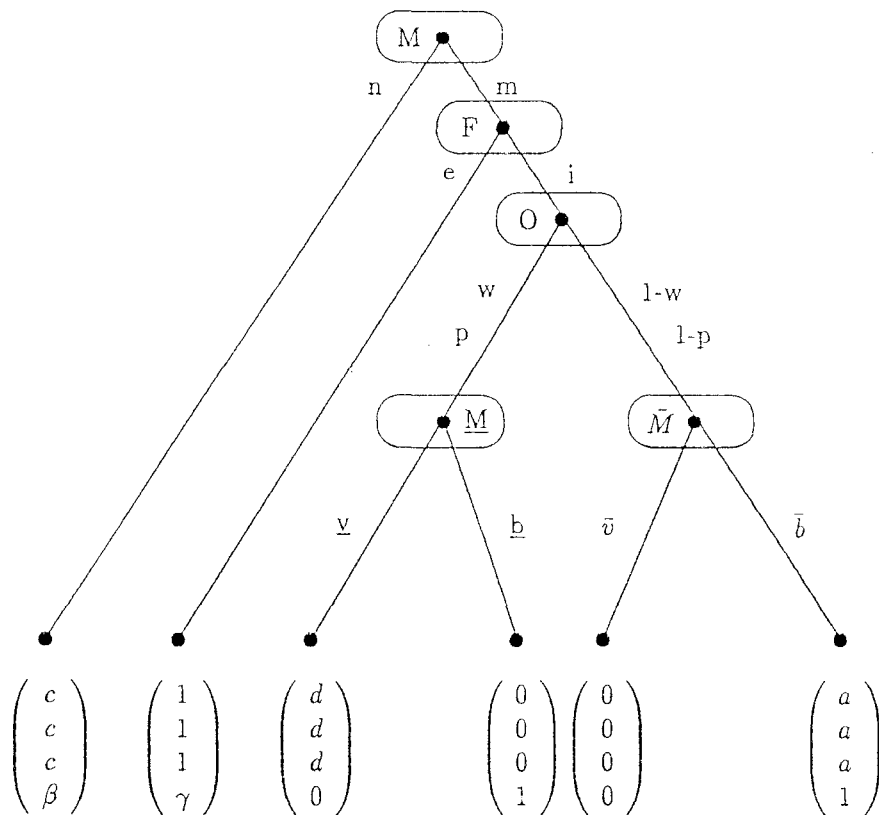 M
n m
F
e i
O
w 1-w
p 1-p
M̲ M̄
v̲ b̲ v̄ b̄
c 1 d 0 0 a
c 1 d 0 0 a
c 1 d 0 0 a
β γ 0 1 0 1